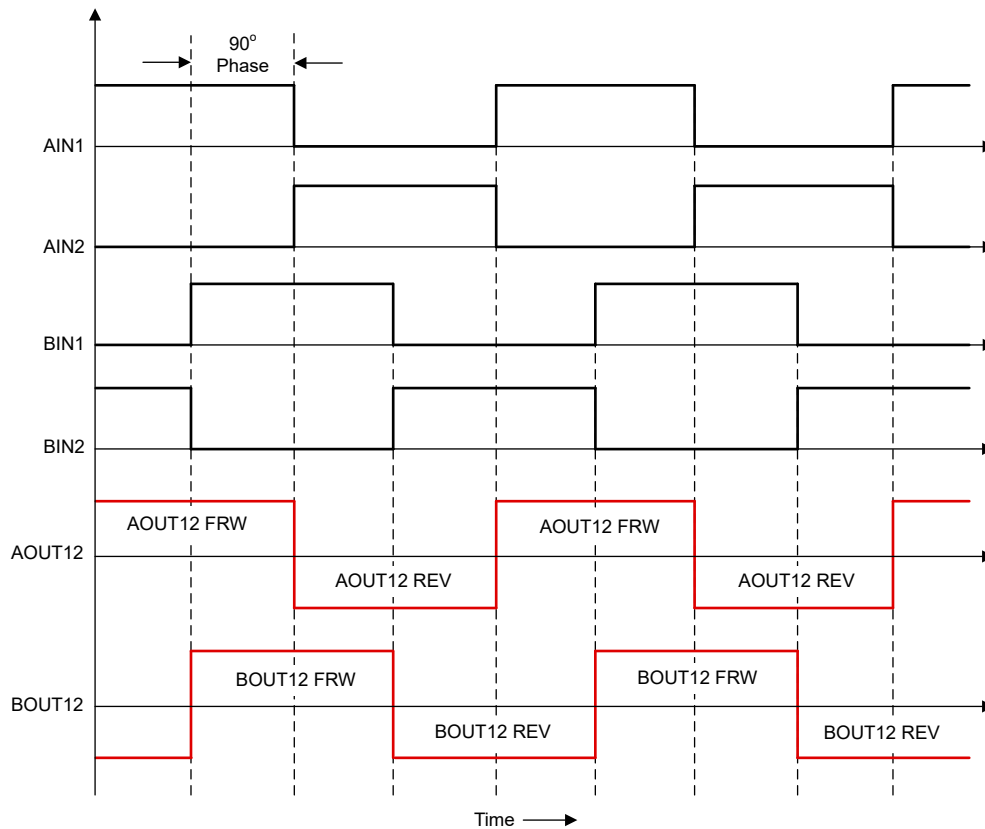 90°
Phase
AIN1
AIN2
BIN1
BIN2
AOUT12 FRW
AOUT12 FRW
AOUT12
AOUT12 REV
AOUT12 REV
BOUT12 FRW
BOUT12 FRW
BOUT12
BOUT12 REV
BOUT12 REV
Time